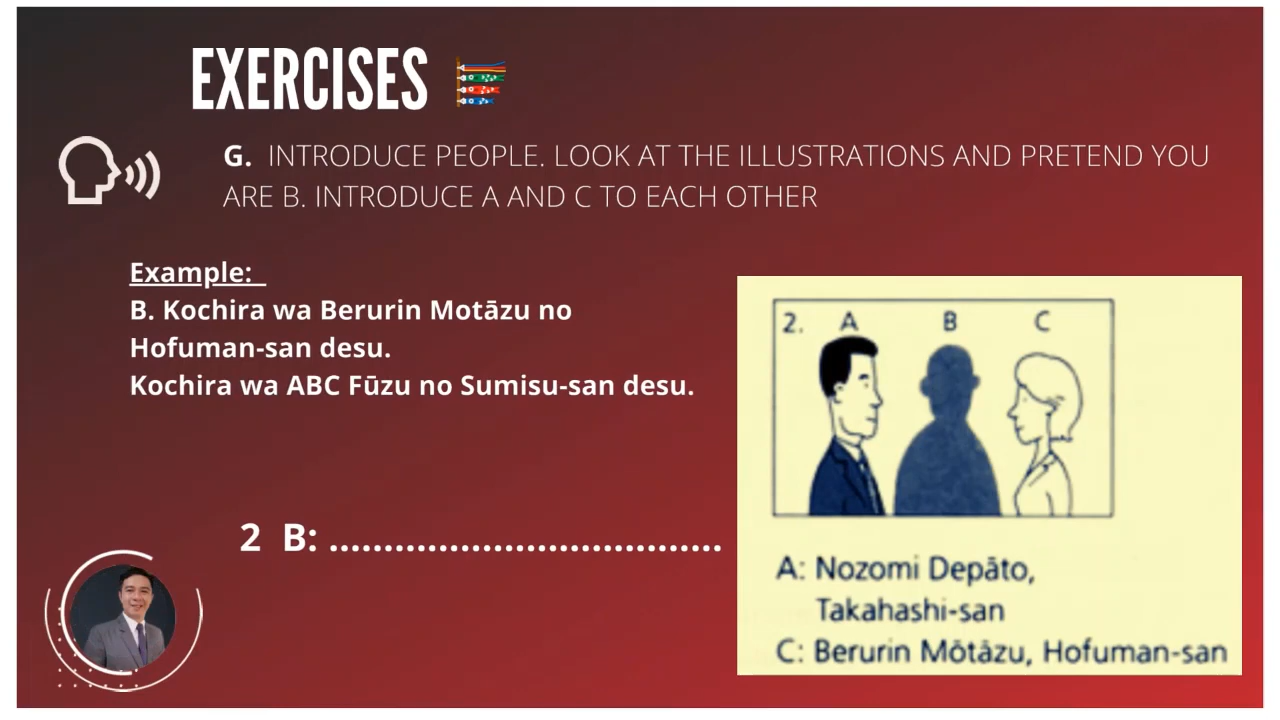 EXERCISES
G. INTRODUCE PEOPLE. LOOK AT THE ILLUSTRATIONS AND PRETEND YOU
ARE B. INTRODUCE A AND C TO EACH OTHER
Example:
B. Kochira wa Berurin Motāzu no
Hofuman-san desu.
Kochira wa ABC Fūzu no Sumisu-san desu.
2 B: ....................................
2. A B C
A: Nozomi Depāto,
Takahashi-san
C: Berurin Mōtāzu, Hofuman-san